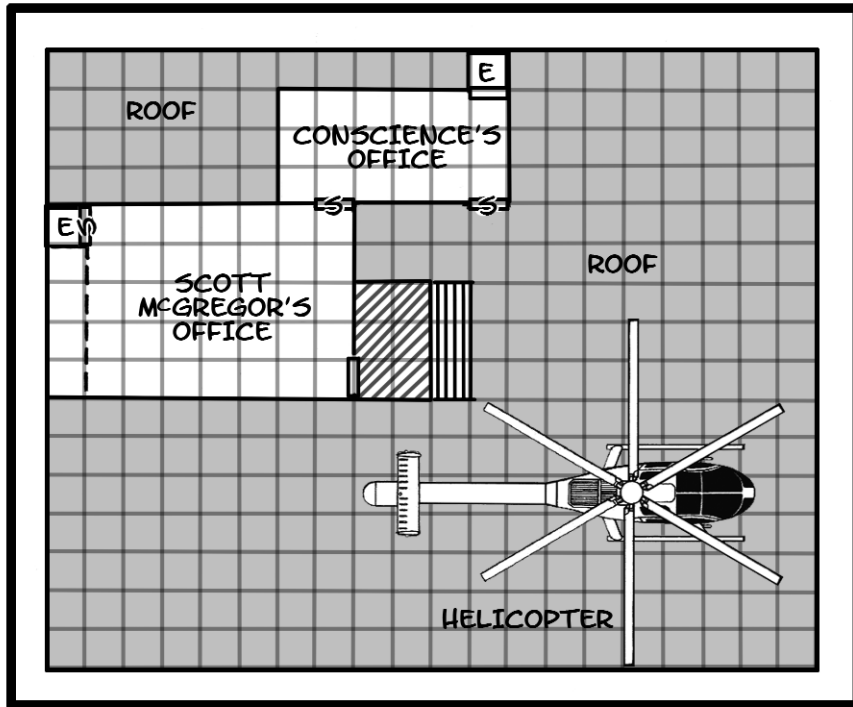 E
ROOF
CONSCIENCE'S
OFFICE
S
S
E
S
ROOF
SCOTT
McGREGOR'S
OFFICE
HELICOPTER